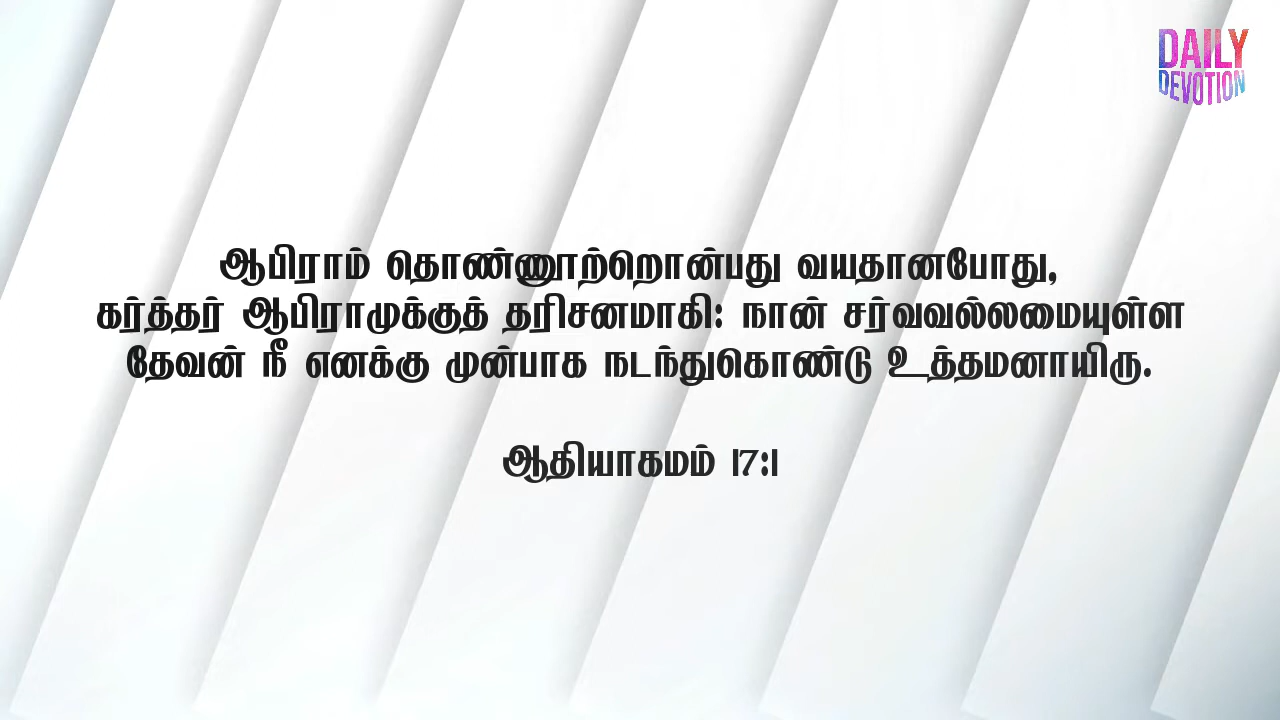 DAILY
DEVOTION
ஆபிராம் தொண்ணூற்றொன்பது வயதானபோது,
கர்த்தர் ஆபிராமுக்குத் தரிசனமாகி: நான் சர்வவல்லமையுள்ள
தேவன் நீ எனக்கு முன்பாக நடந்துகொண்டு உத்தமனாயிரு.
ஆதியாகமம் 17:1